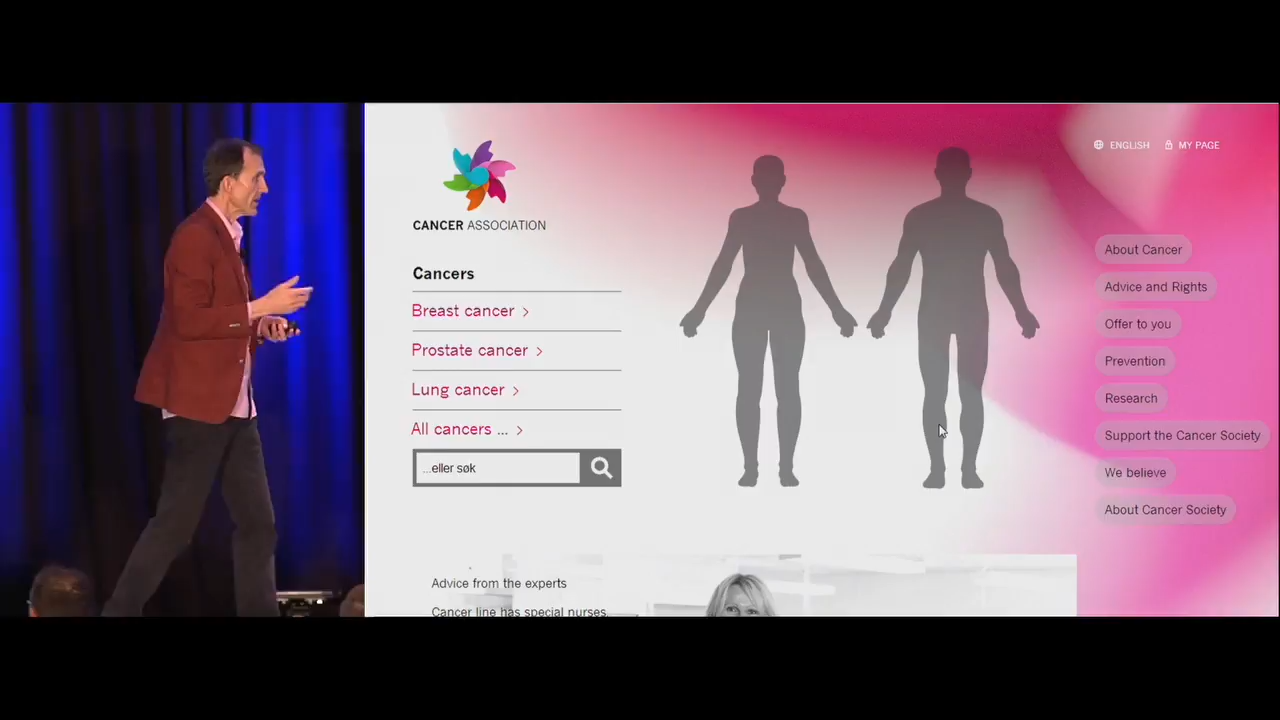 ENGLISH
MY PAGE
CANCER ASSOCIATION
Cancers
Breast cancer
Prostate cancer
Lung cancer
All cancers ...
...eller søk
About Cancer
Advice and Rights
Offer to you
Prevention
Research
Support the Cancer Society
We believe
About Cancer Society
Advice from the experts
Cancer line has special nurses,